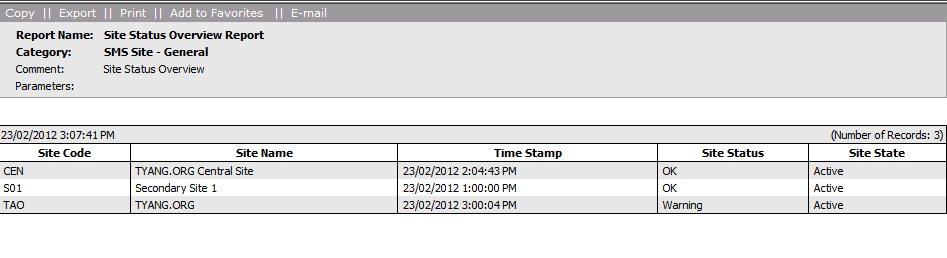 Copy || Export || Print || Add to Favorites || E-mail
Report Name: Site Status Overview Report
Category: SMS Site - General
Comment: Site Status Overview
Parameters:
23/02/2012 3:07:41 PM (Number of Records: 3)
Site Code Site Name Time Stamp Site Status Site State
CEN TYANG.ORG Central Site 23/02/2012 2:04:43 PM OK Active
S01 Secondary Site 1 23/02/2012 1:00:00 PM OK Active
TAO TYANG.ORG 23/02/2012 3:00:04 PM Warning Active